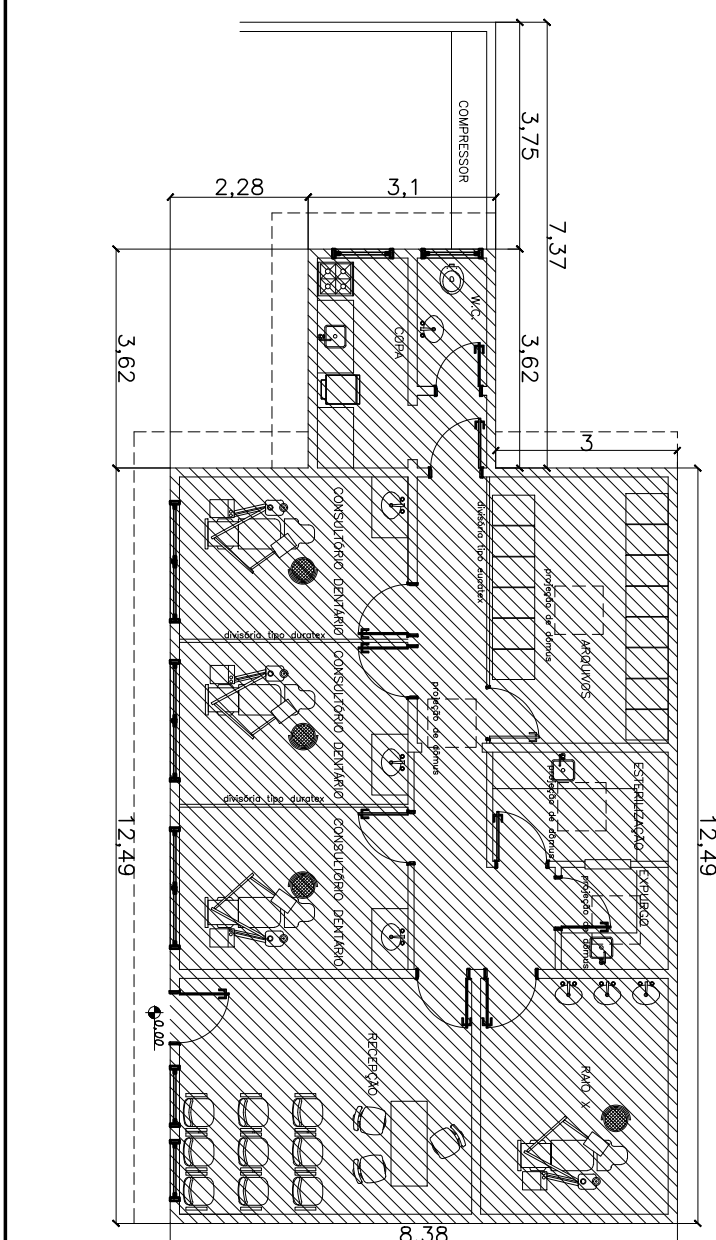 COMPRESSOR
3,75
7,37
2,28
3,1
3,62
3,62
W.C.
COPA
3
CONSULTÓRIO DENTÁRIO
divisória tipo duratex
CONSULTÓRIO DENTÁRIO
divisória tipo duratex
CONSULTÓRIO DENTÁRIO
divisória tipo euratex
projeção de dômus
ARQUIVOS
projeção de dômus
ESTERILIZAÇÃO
projeção de dômus
EXPURGO
projeção de dômus
12,49
12,49
RECEPÇÃO
RAIO X
0,00
8,38